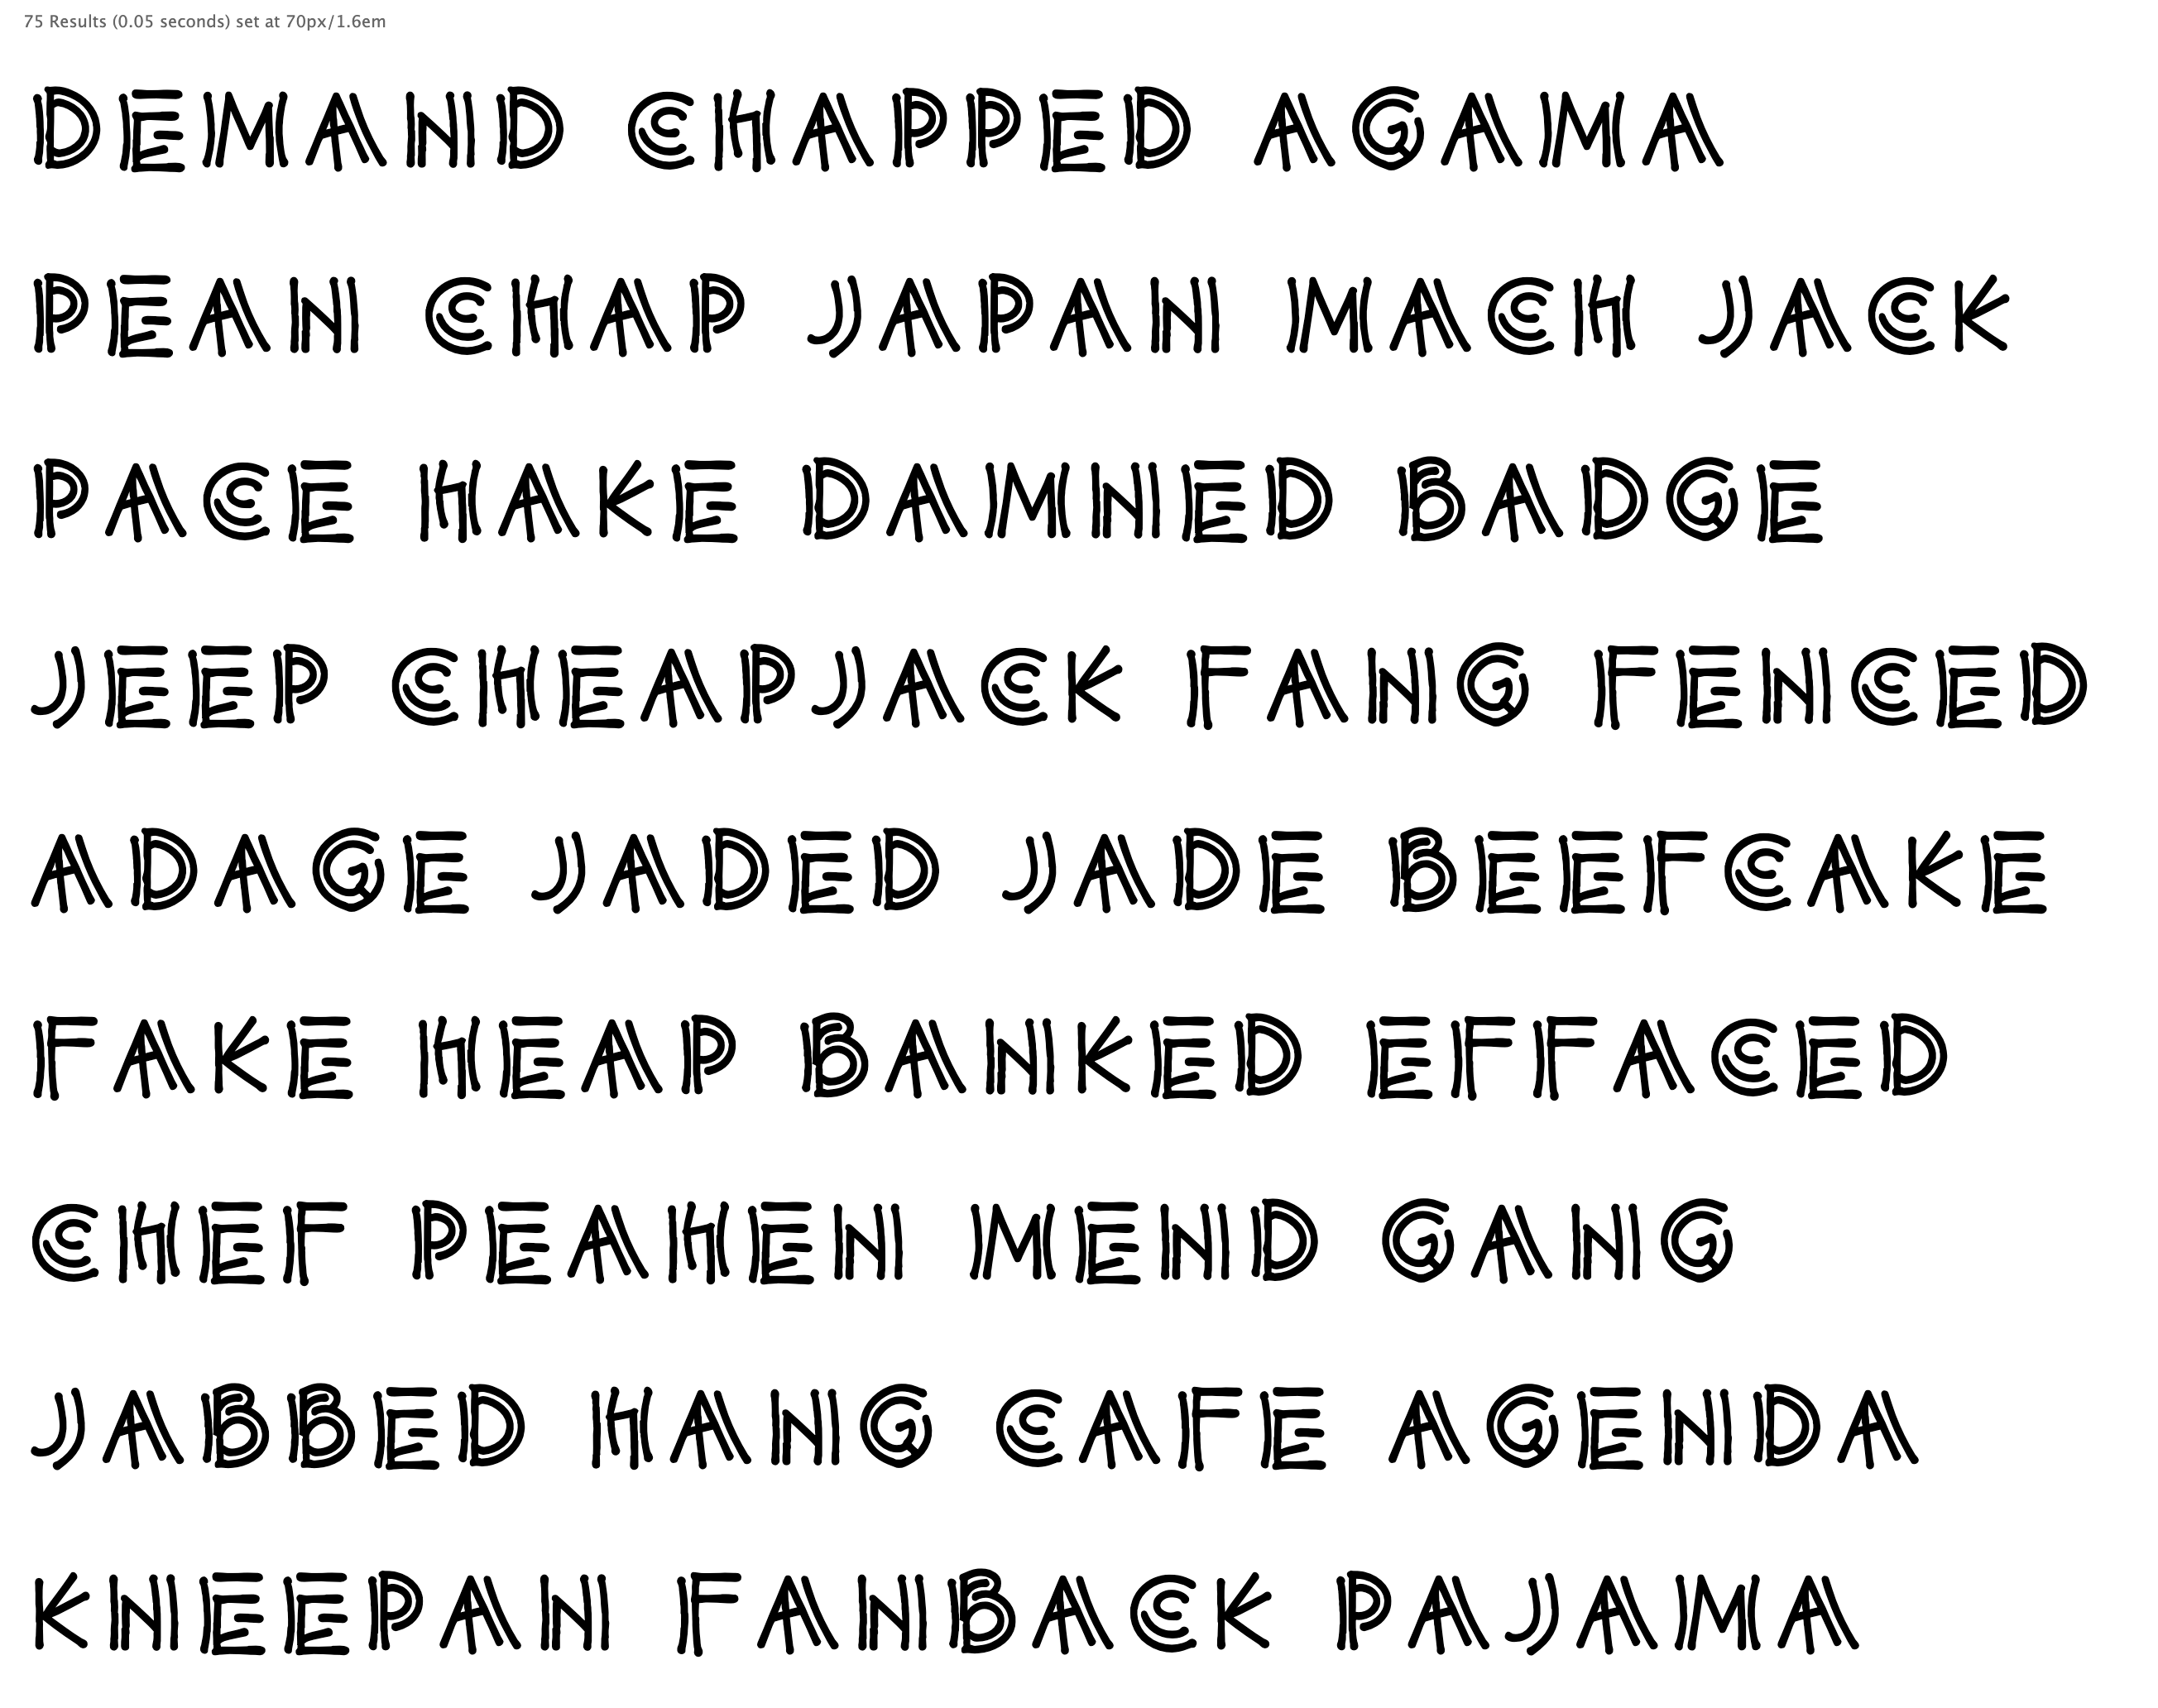 75 Results (0.05 seconds) set at 70px/1.6em
DEMAND CHAPPED AGAMA
PEAN CHAP JAPAN MACH JACK
PACE HAKE DAMNED BADGE
JEEP CHEAPJACK FANG FENCED
ADAGE JADED JADE BEEFCAKE
FAKE HEAP BANKED EFFACED
CHEF PEAHEN MEND GANG
JABBED HANG CAFE AGENDA
KNEEPAN FANBACK PAJAMA